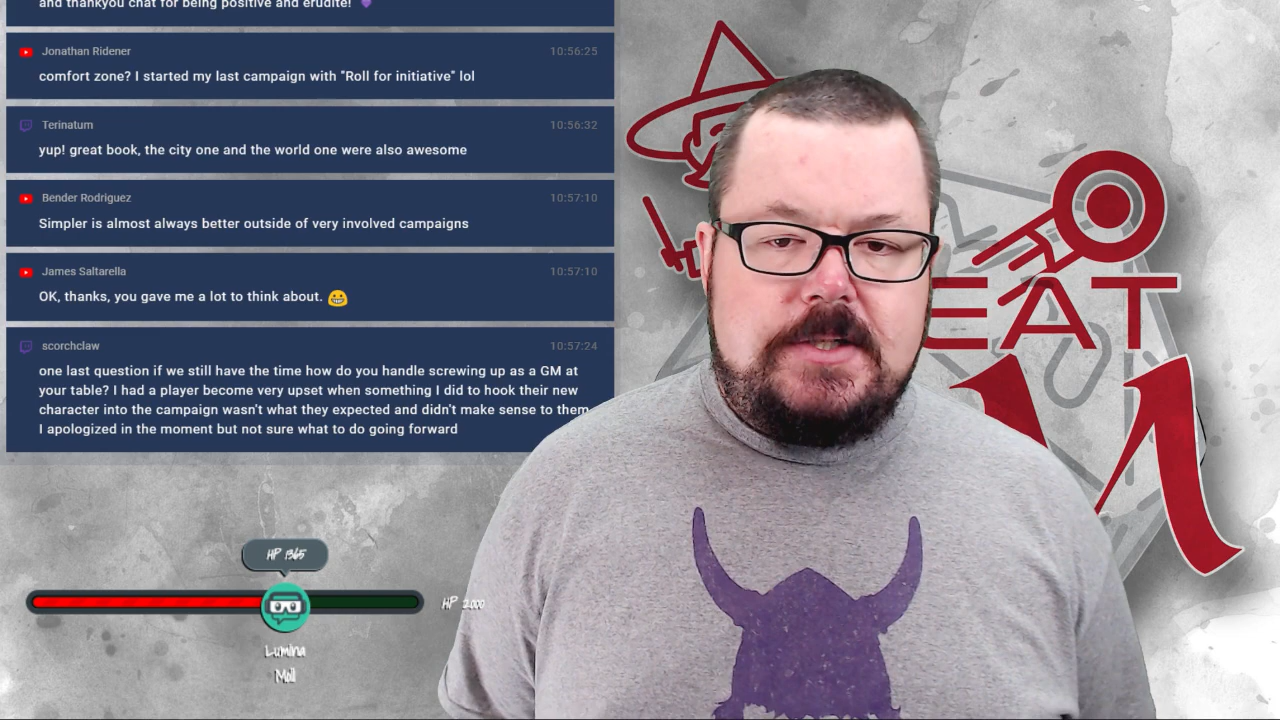 and thankyou chat for being positive and erudite! 💜
Jonathan Ridener 10:56:25
comfort zone? I started my last campaign with "Roll for initiative" lol
Terinatum 10:56:32
yup! great book, the city one and the world one were also awesome
Bender Rodriguez 10:57:10
Simpler is almost always better outside of very involved campaigns
James Saltarella 10:57:10
OK, thanks, you gave me a lot to think about. 😀
scorchclaw 10:57:24
one last question if we still have the time how do you handle screwing up as a GM at
your table? I had a player become very upset when something I did to hook their new
character into the campaign wasn't what they expected and didn't make sense to them.
I apologized in the moment but not sure what to do going forward
EAT
M
HP 1365
HP 2000
Lumina
Moll